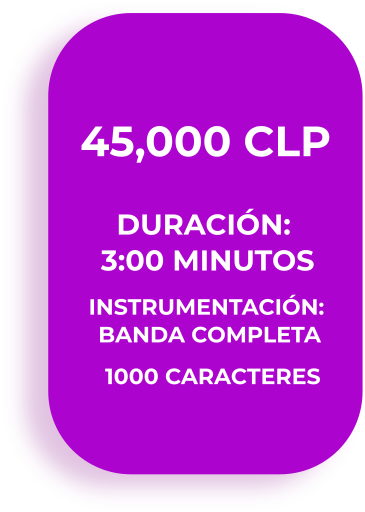 45,000 CLP
DURACIÓN:
3:00 MINUTOS
INSTRUMENTACIÓN:
BANDA COMPLETA
1000 CARACTERES